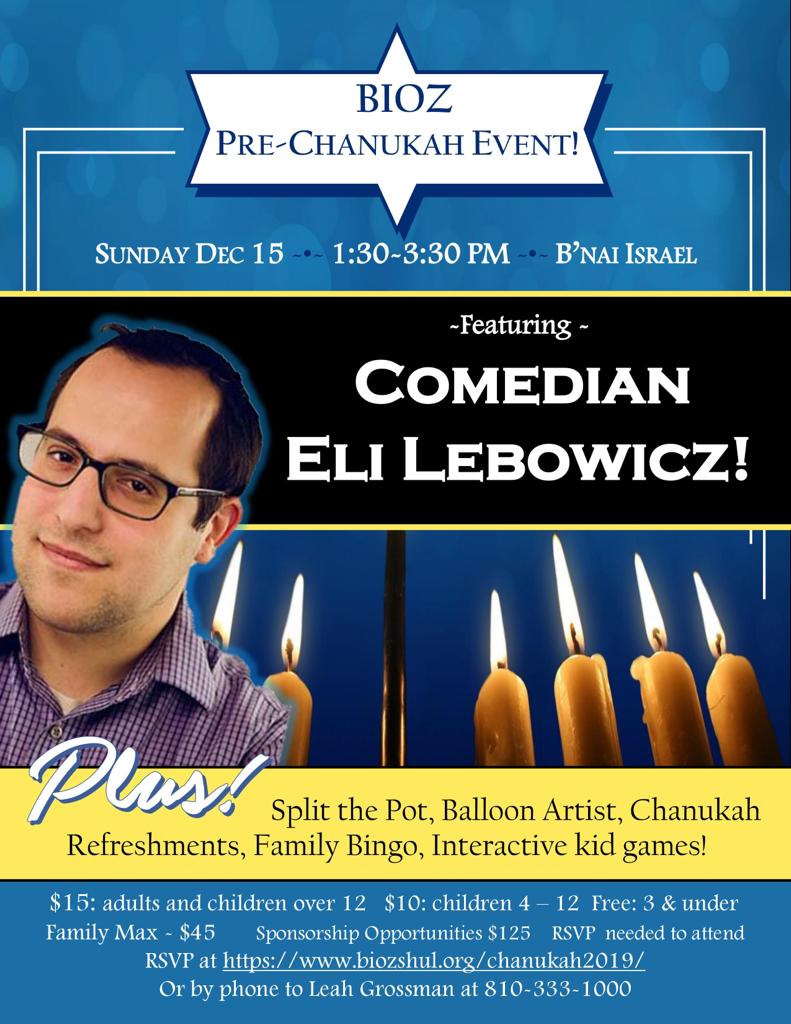 BIOZ
PRE-CHANUKAH EVENT!
SUNDAY DEC 15 ~•~ 1:30-3:30 PM ~•~ B'NAI ISRAEL
~Featuring ~
COMEDIAN
ELI LEBOWICZ!
Plus!
Split the Pot, Balloon Artist, Chanukah
Refreshments, Family Bingo, Interactive kid games!
$15: adults and children over 12 $10: children 4 – 12 Free: 3 & under
Family Max - $45 Sponsorship Opportunities $125 RSVP needed to attend
RSVP at https://www.biozshul.org/chanukah2019/
Or by phone to Leah Grossman at 810-333-1000